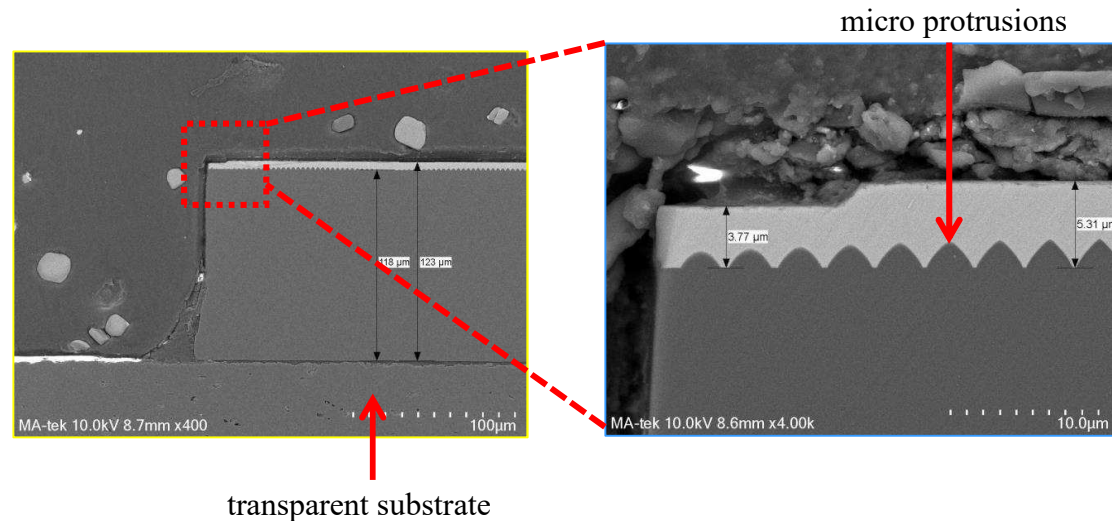 micro protrusions
118 µm
123 µm
MA-tek 10.0kV 8.7mm x400
100µm
3.77 µm
5.31 µm
MA-tek 10.0kV 8.6mm x4.00k
10.0µm
transparent substrate